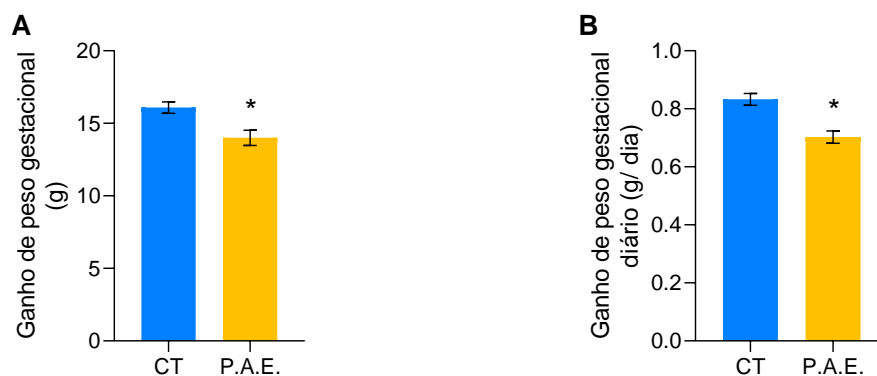 A
Ganho de peso gestacional
(g)
20
15
10
5
0
*
CT
P.A.E.
B
Ganho de peso gestacional
diário (g/ dia)
1.0
0.8
0.6
0.4
0.2
0.0
*
CT
P.A.E.